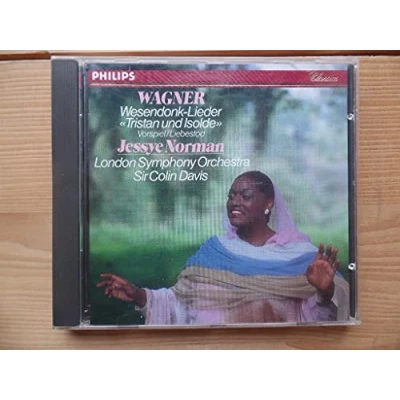 PHILIPS
Classics
WAGNER
Wesendonk-Lieder
«Tristan und Isolde»
Vorspiel/Liebestod
Jessye Norman
London Symphony Orchestra
Sir Colin Davis